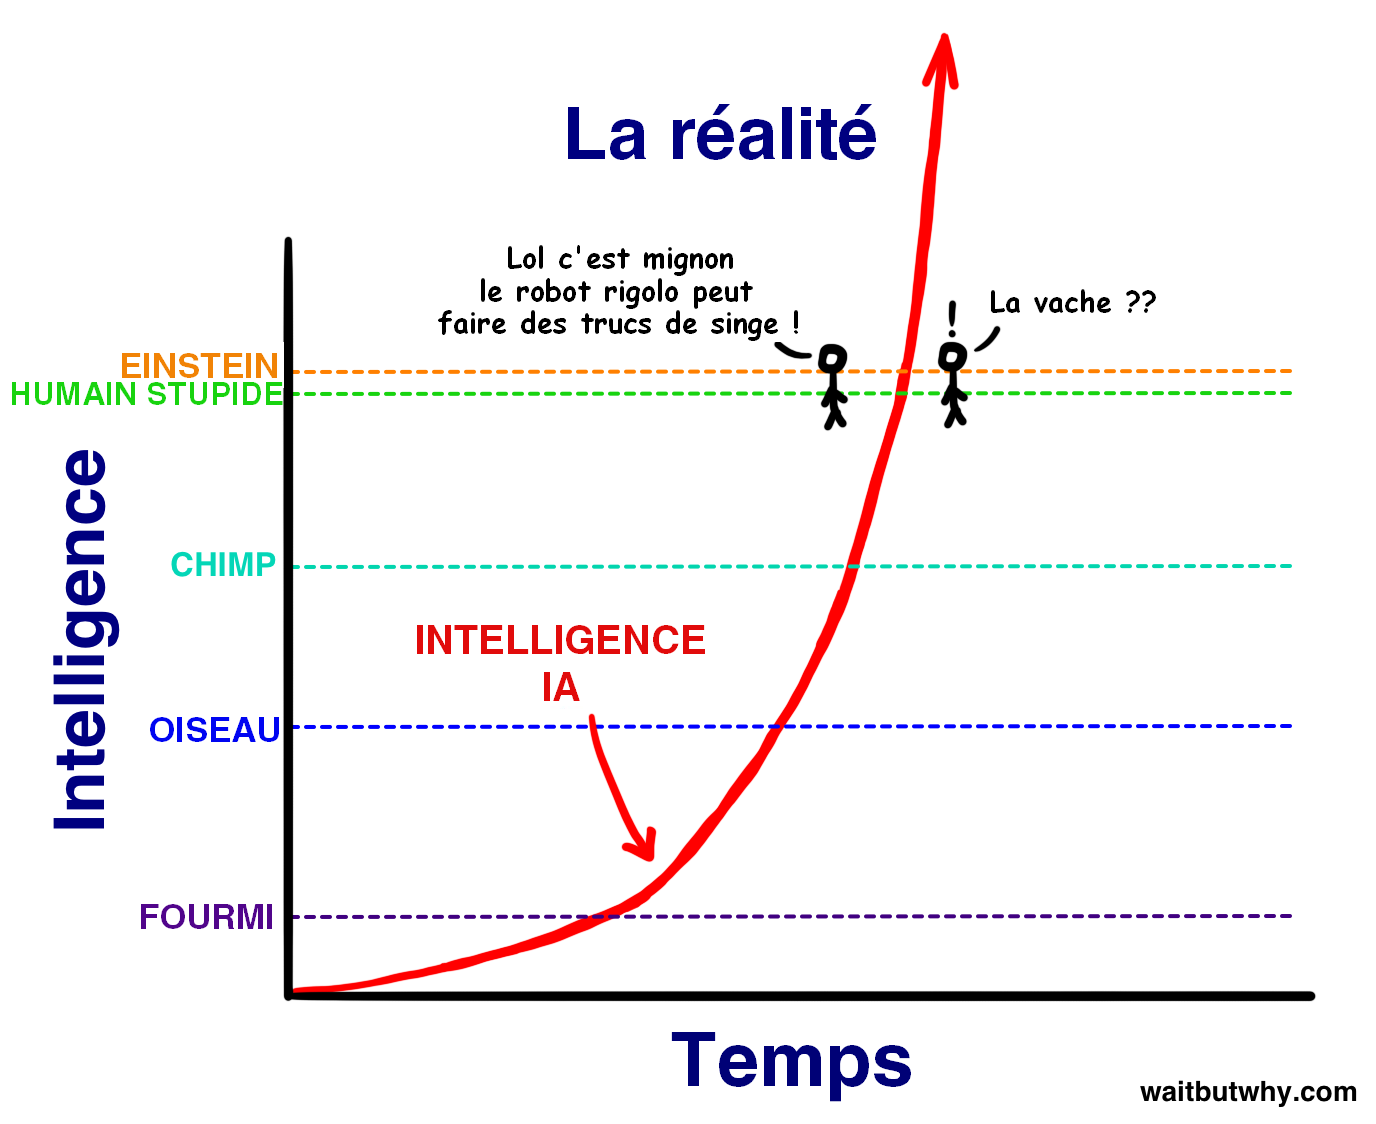 La réalité
Lol c'est mignon
le robot rigolo peut
faire des trucs de singe !
!
La vache ??
EINSTEIN
HUMAIN STUPIDE
CHIMP
INTELLIGENCE
IA
OISEAU
FOURMI
Intelligence
Temps
waitbutwhy.com